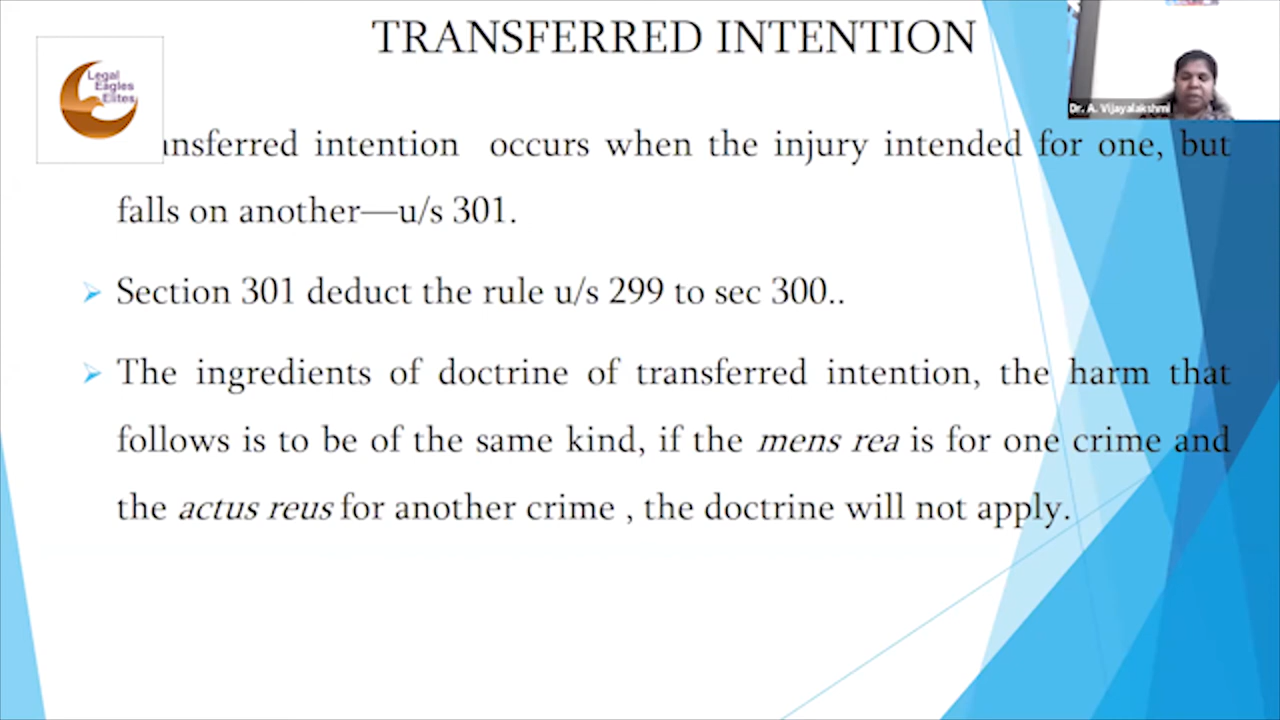 TRANSFERRED INTENTION
Legal
Eagles
Elites
Dr. A. Vijayalakshmi
ansferred intention occurs when the injury intended for one, but
falls on another—u/s 301.
Section 301 deduct the rule u/s 299 to sec 300..
The ingredients of doctrine of transferred intention, the harm that
follows is to be of the same kind, if the mens rea is for one crime and
the actus reus for another crime , the doctrine will not apply.